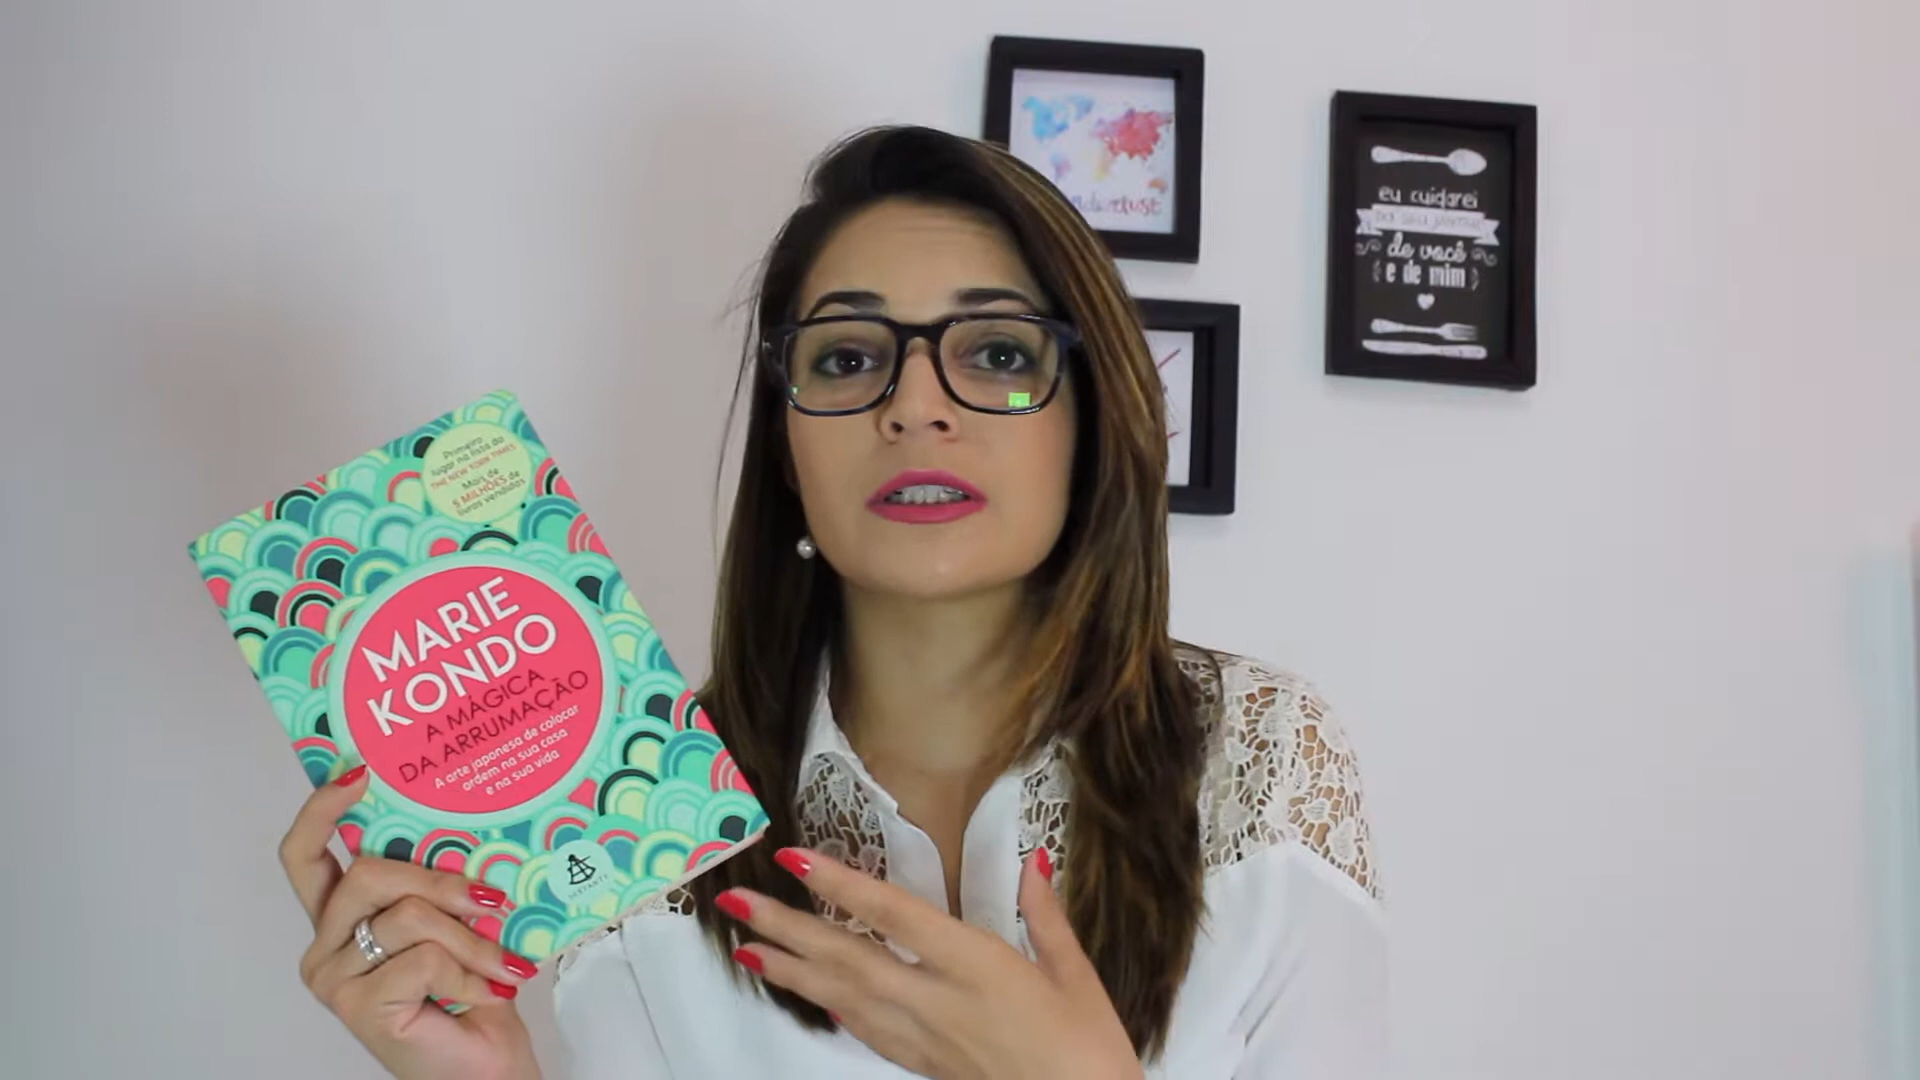 Primeiro
lugar na lista do
THE NEW YORK TIMES
Mais de
5 MILHÕES de
livros vendidos
MARIE
KONDO
A MÁGICA
DA ARRUMAÇÃO
A arte japonesa de colocar
ordem na sua casa
e na sua vida
SEXTANTE
eu cuidarei
de você
e de mim